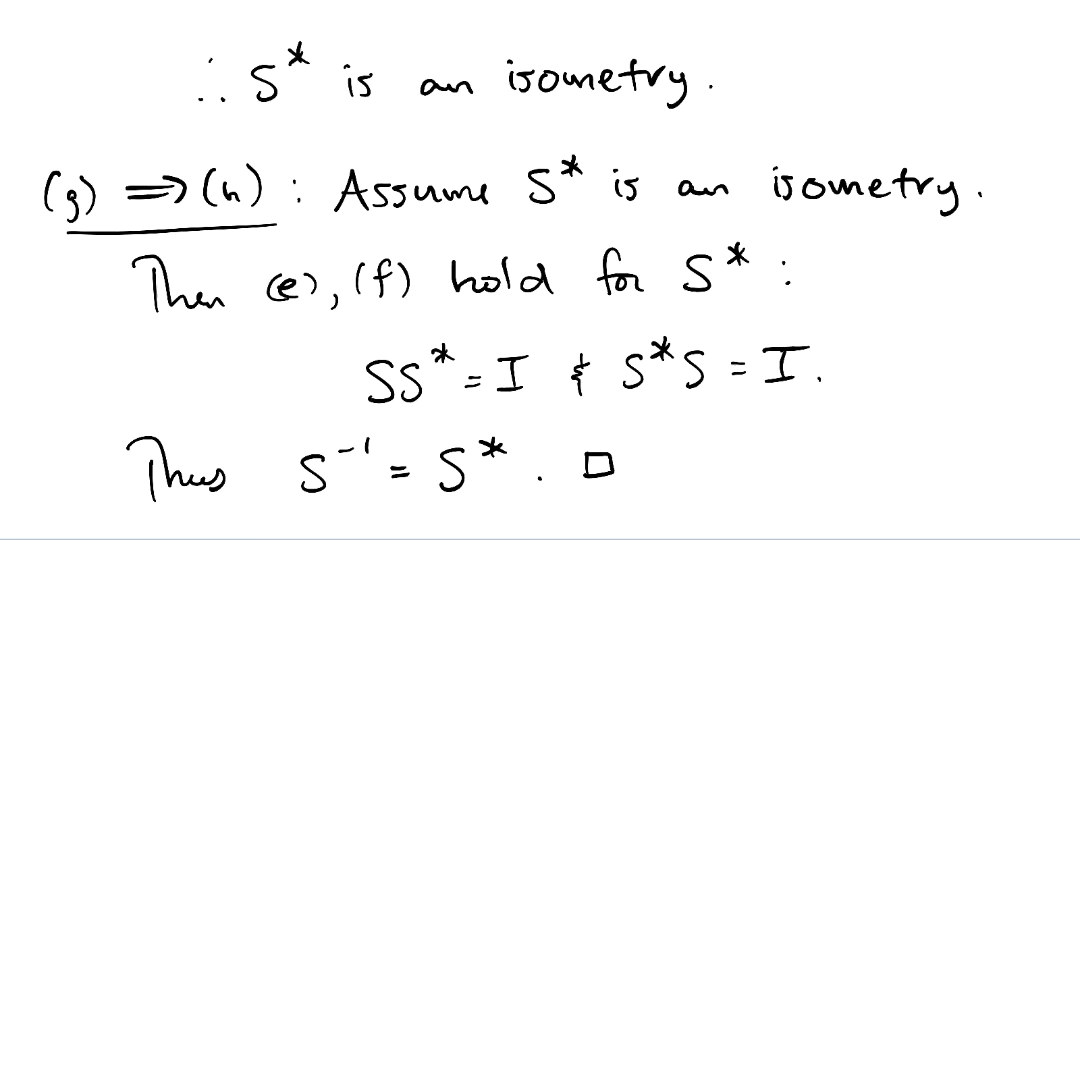 ∴ S* is an isometry.
(g) ⟹ (h) : Assume S* is an isometry.
Then (e), (f) hold for S* :
SS* = I & S*S = I.
Thus S⁻¹ = S* . □